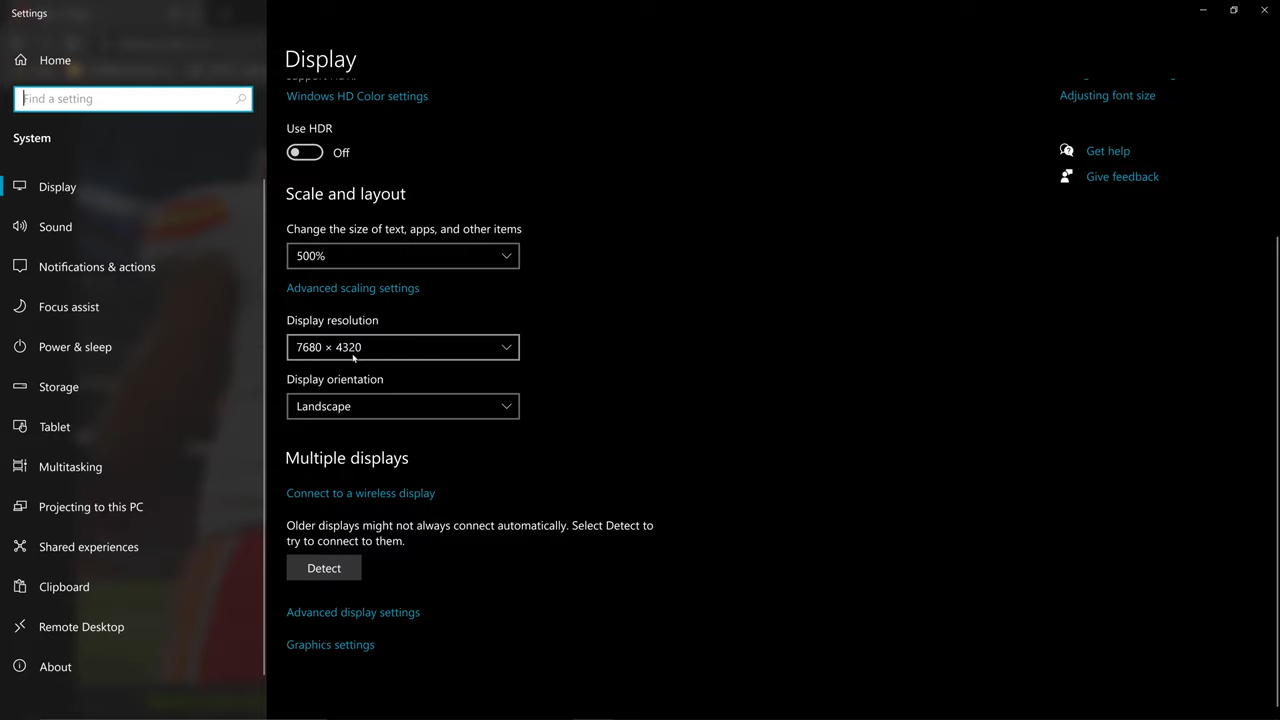 Settings
Home
Find a setting
System
Display
Sound
Notifications & actions
Focus assist
Power & sleep
Storage
Tablet
Multitasking
Projecting to this PC
Shared experiences
Clipboard
Remote Desktop
About
Display
Windows HD Color settings
Use HDR
Off
Scale and layout
Change the size of text, apps, and other items
500%
Advanced scaling settings
Display resolution
7680 × 4320
Display orientation
Landscape
Multiple displays
Connect to a wireless display
Older displays might not always connect automatically. Select Detect to
try to connect to them.
Detect
Advanced display settings
Graphics settings
Adjusting font size
Get help
Give feedback